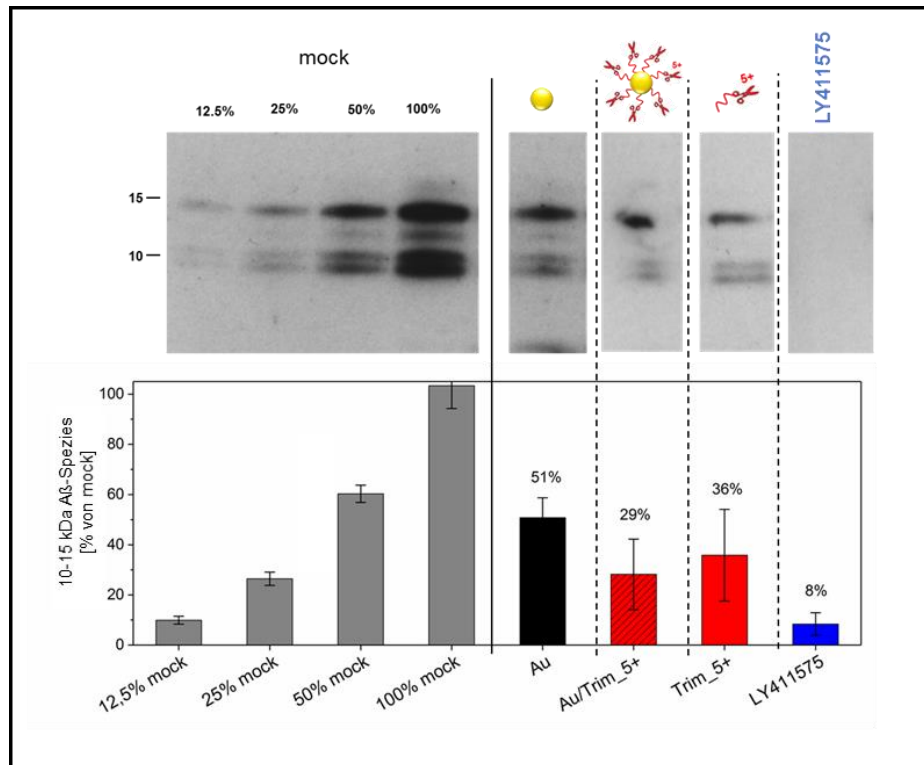 mock
12.5% 25% 50% 100%
5+
5+
LY411575
15
10
10-15 kDa Aß-Spezies
[% von mock]
100
80
60
40
20
0
51%
29%
36%
8%
12,5% mock
25% mock
50% mock
100% mock
Au
Au/Trim_5+
Trim_5+
LY411575